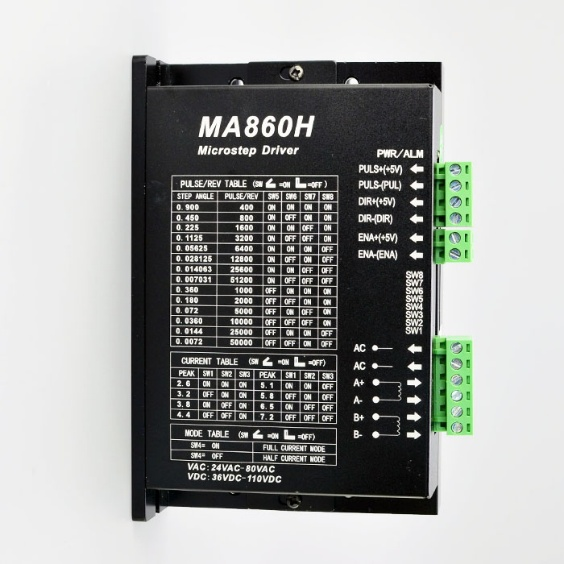 MA860H
Microstep Driver
PWR/ALM
PULSE/REV TABLE (SW =ON =OFF)
STEP ANGLE PULSE/REV SW5 SW6 SW7 SW8
0.900 400 ON ON ON ON
0.450 800 ON OFF ON ON
0.225 1600 ON ON OFF ON
0.1125 3200 ON OFF OFF ON
0.05625 6400 ON ON ON OFF
0.028125 12800 ON OFF ON OFF
0.014063 25600 ON ON OFF OFF
0.007031 51200 ON OFF OFF OFF
0.360 1000 OFF OFF ON ON
0.180 2000 OFF ON OFF ON
0.072 5000 OFF OFF OFF ON
0.0360 10000 OFF ON ON OFF
0.0144 25000 OFF OFF ON OFF
0.0072 50000 OFF ON OFF OFF
CURRENT TABLE (SW =ON =OFF)
PEAK SW1 SW2 SW3 PEAK SW1 SW2 SW3
2.6 ON ON ON 5.1 ON ON OFF
3.2 OFF ON ON 5.8 OFF ON OFF
3.8 ON OFF ON 6.5 ON OFF OFF
4.4 OFF OFF ON 7.2 OFF OFF OFF
MODE TABLE (SW =ON =OFF)
SW4= ON FULL CURRENT MODE
SW4= OFF HALF CURRENT MODE
VAC: 24VAC-80VAC
VDC: 36VDC-110VDC
PULS+(+5V)
PULS-(PUL)
DIR+(+5V)
DIR-(DIR)
ENA+(+5V)
ENA-(ENA)
SW8
SW7
SW6
SW5
SW4
SW3
SW2
SW1
AC
AC
A+
A-
B+
B-